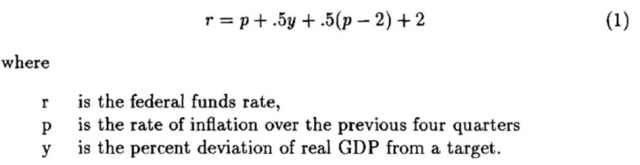 r = p + .5y + .5(p − 2) + 2 (1)
where
r is the federal funds rate,
p is the rate of inflation over the previous four quarters
y is the percent deviation of real GDP from a target.